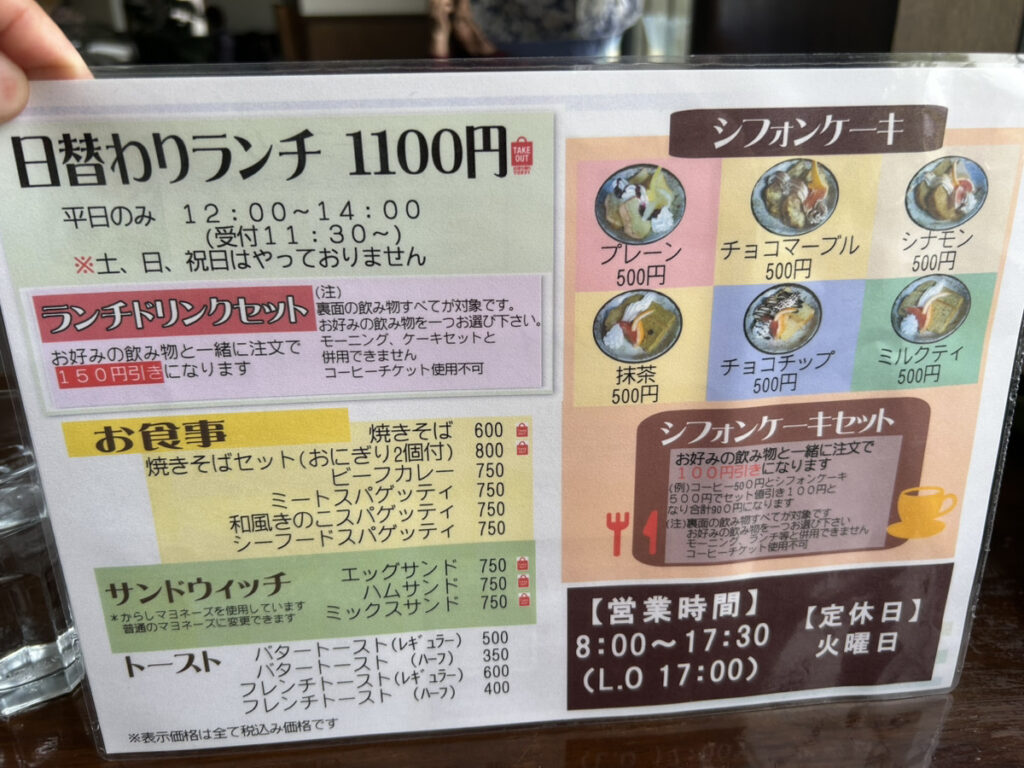 日替わりランチ 1100円
TAKE
OUT
平日のみ 12:00～14:00
(受付11:30～)
※土、日、祝日はやっておりません
ランチドリンクセット
お好みの飲み物と一緒に注文で
150円引きになります
(注)
裏面の飲み物すべてが対象です。
お好みの飲み物を一つお選び下さい。
モーニング、ケーキセットと
併用できません
コーヒーチケット使用不可
お食事
焼きそば 600
焼きそばセット(おにぎり2個付) 800
ビーフカレー 750
ミートスパゲッティ 750
和風きのこスパゲッティ 750
シーフードスパゲッティ 750
サンドウィッチ
*からしマヨネーズを使用しています
普通のマヨネーズに変更できます
エッグサンド 750
ハムサンド 750
ミックスサンド 750
トースト
バタートースト(ﾚｷﾞｭﾗｰ) 500
バタートースト(ﾊｰﾌ) 350
フレンチトースト(ﾚｷﾞｭﾗｰ) 600
フレンチトースト(ﾊｰﾌ) 400
※表示価格は全て税込み価格です
シフォンケーキ
プレーン
500円
チョコマーブル
500円
シナモン
500円
抹茶
500円
チョコチップ
500円
ミルクティ
500円
シフォンケーキセット
お好みの飲み物と一緒に注文で
100円引きになります
(例)コーヒー500円とシフォンケーキ
500円でセット値引き100円と
なり合計900円になります
(注)裏面の飲み物すべてが対象です
お好みの飲み物を一つお選び下さい
モーニング、ランチ等と併用できません
コーヒーチケット使用不可
【営業時間】
8:00～17:30
(L.O 17:00)
【定休日】
火曜日